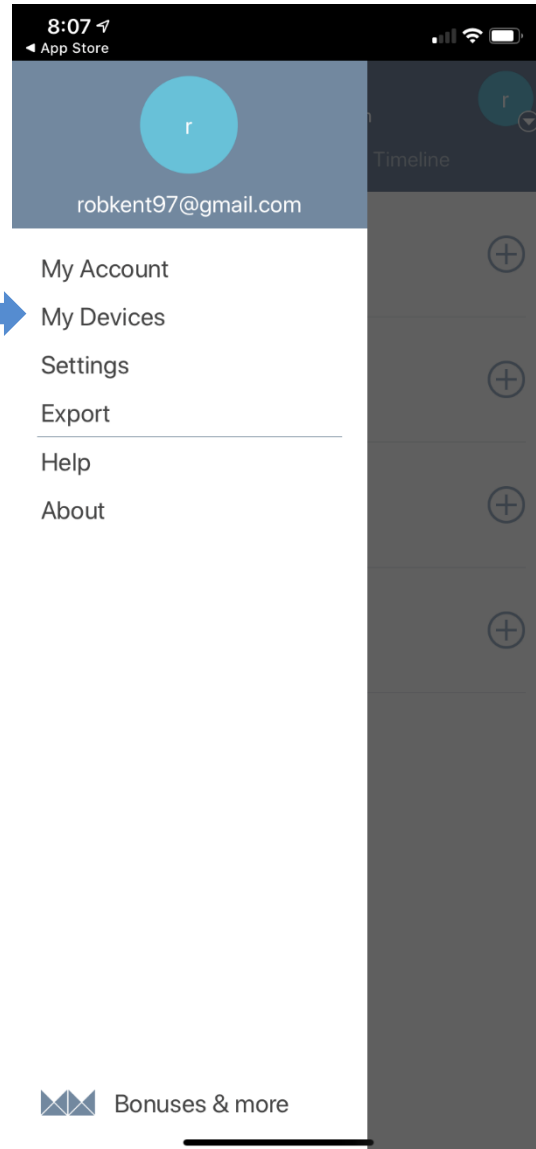 8:07
◀ App Store
r
r
Timeline
robkent97@gmail.com
My Account
My Devices
Settings
Export
Help
About
Bonuses & more